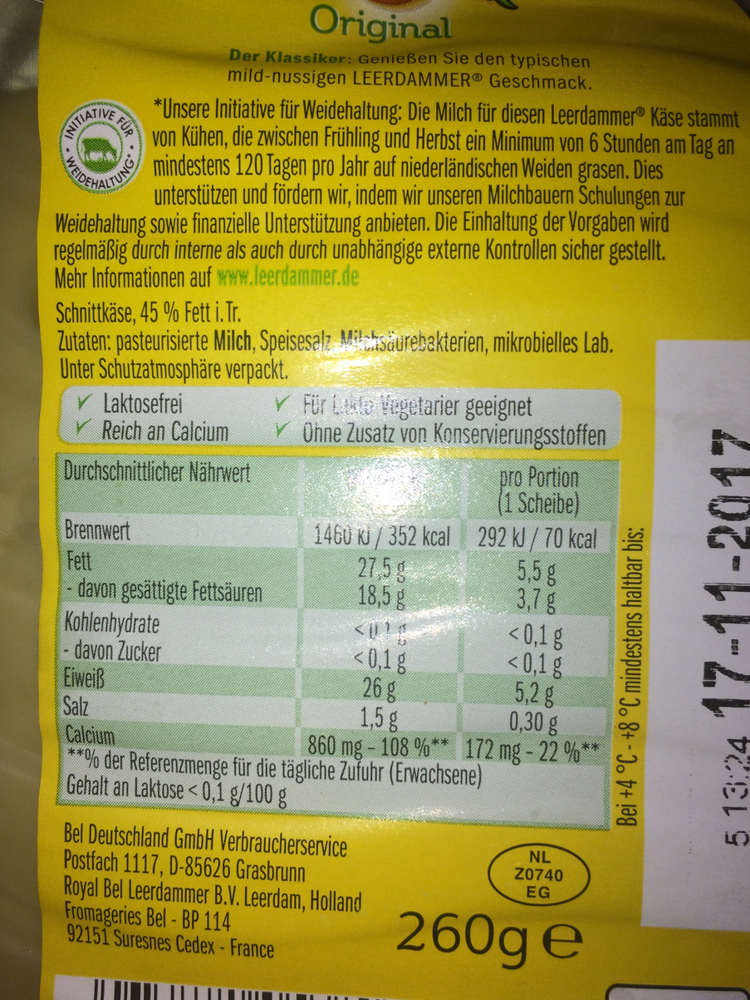 Original
Der Klassiker: Genießen Sie den typischen
mild-nussigen LEERDAMMER® Geschmack.
INITIATIVE FÜR WEIDEHALTUNG*
*Unsere Initiative für Weidehaltung: Die Milch für diesen Leerdammer® Käse stammt
von Kühen, die zwischen Frühling und Herbst ein Minimum von 6 Stunden am Tag an
mindestens 120 Tagen pro Jahr auf niederländischen Weiden grasen. Dies
unterstützen und fördern wir, indem wir unseren Milchbauern Schulungen zur
Weidehaltung sowie finanzielle Unterstützung anbieten. Die Einhaltung der Vorgaben wird
regelmäßig durch interne als auch durch unabhängige externe Kontrollen sicher gestellt.
Mehr Informationen auf www.leerdammer.de
Schnittkäse, 45 % Fett i.Tr.
Zutaten: pasteurisierte Milch, Speisesalz, Milchsäurebakterien, mikrobielles Lab.
Unter Schutzatmosphäre verpackt.
✓ Laktosefrei ✓ Für Lakto Vegetarier geeignet
✓ Reich an Calcium ✓ Ohne Zusatz von Konservierungsstoffen
Durchschnittlicher Nährwert pro Portion
(1 Scheibe)
Brennwert 1460 kJ / 352 kcal 292 kJ / 70 kcal
Fett 27,5 g 5,5 g
- davon gesättigte Fettsäuren 18,5 g 3,7 g
Kohlenhydrate <0,1 g <0,1 g
- davon Zucker <0,1 g <0,1 g
Eiweiß 26 g 5,2 g
Salz 1,5 g 0,30 g
Calcium 860 mg - 108 %** 172 mg - 22 %**
**% der Referenzmenge für die tägliche Zufuhr (Erwachsene)
Gehalt an Laktose < 0,1 g/100 g
Bei +4 °C - +8 °C mindestens haltbar bis:
5 13:24 17-11-2017
Bel Deutschland GmbH Verbraucherservice
Postfach 1117, D-85626 Grasbrunn
Royal Bel Leerdammer B.V. Leerdam, Holland
Fromageries Bel - BP 114
92151 Suresnes Cedex - France
NL
Z0740
EG
260g e